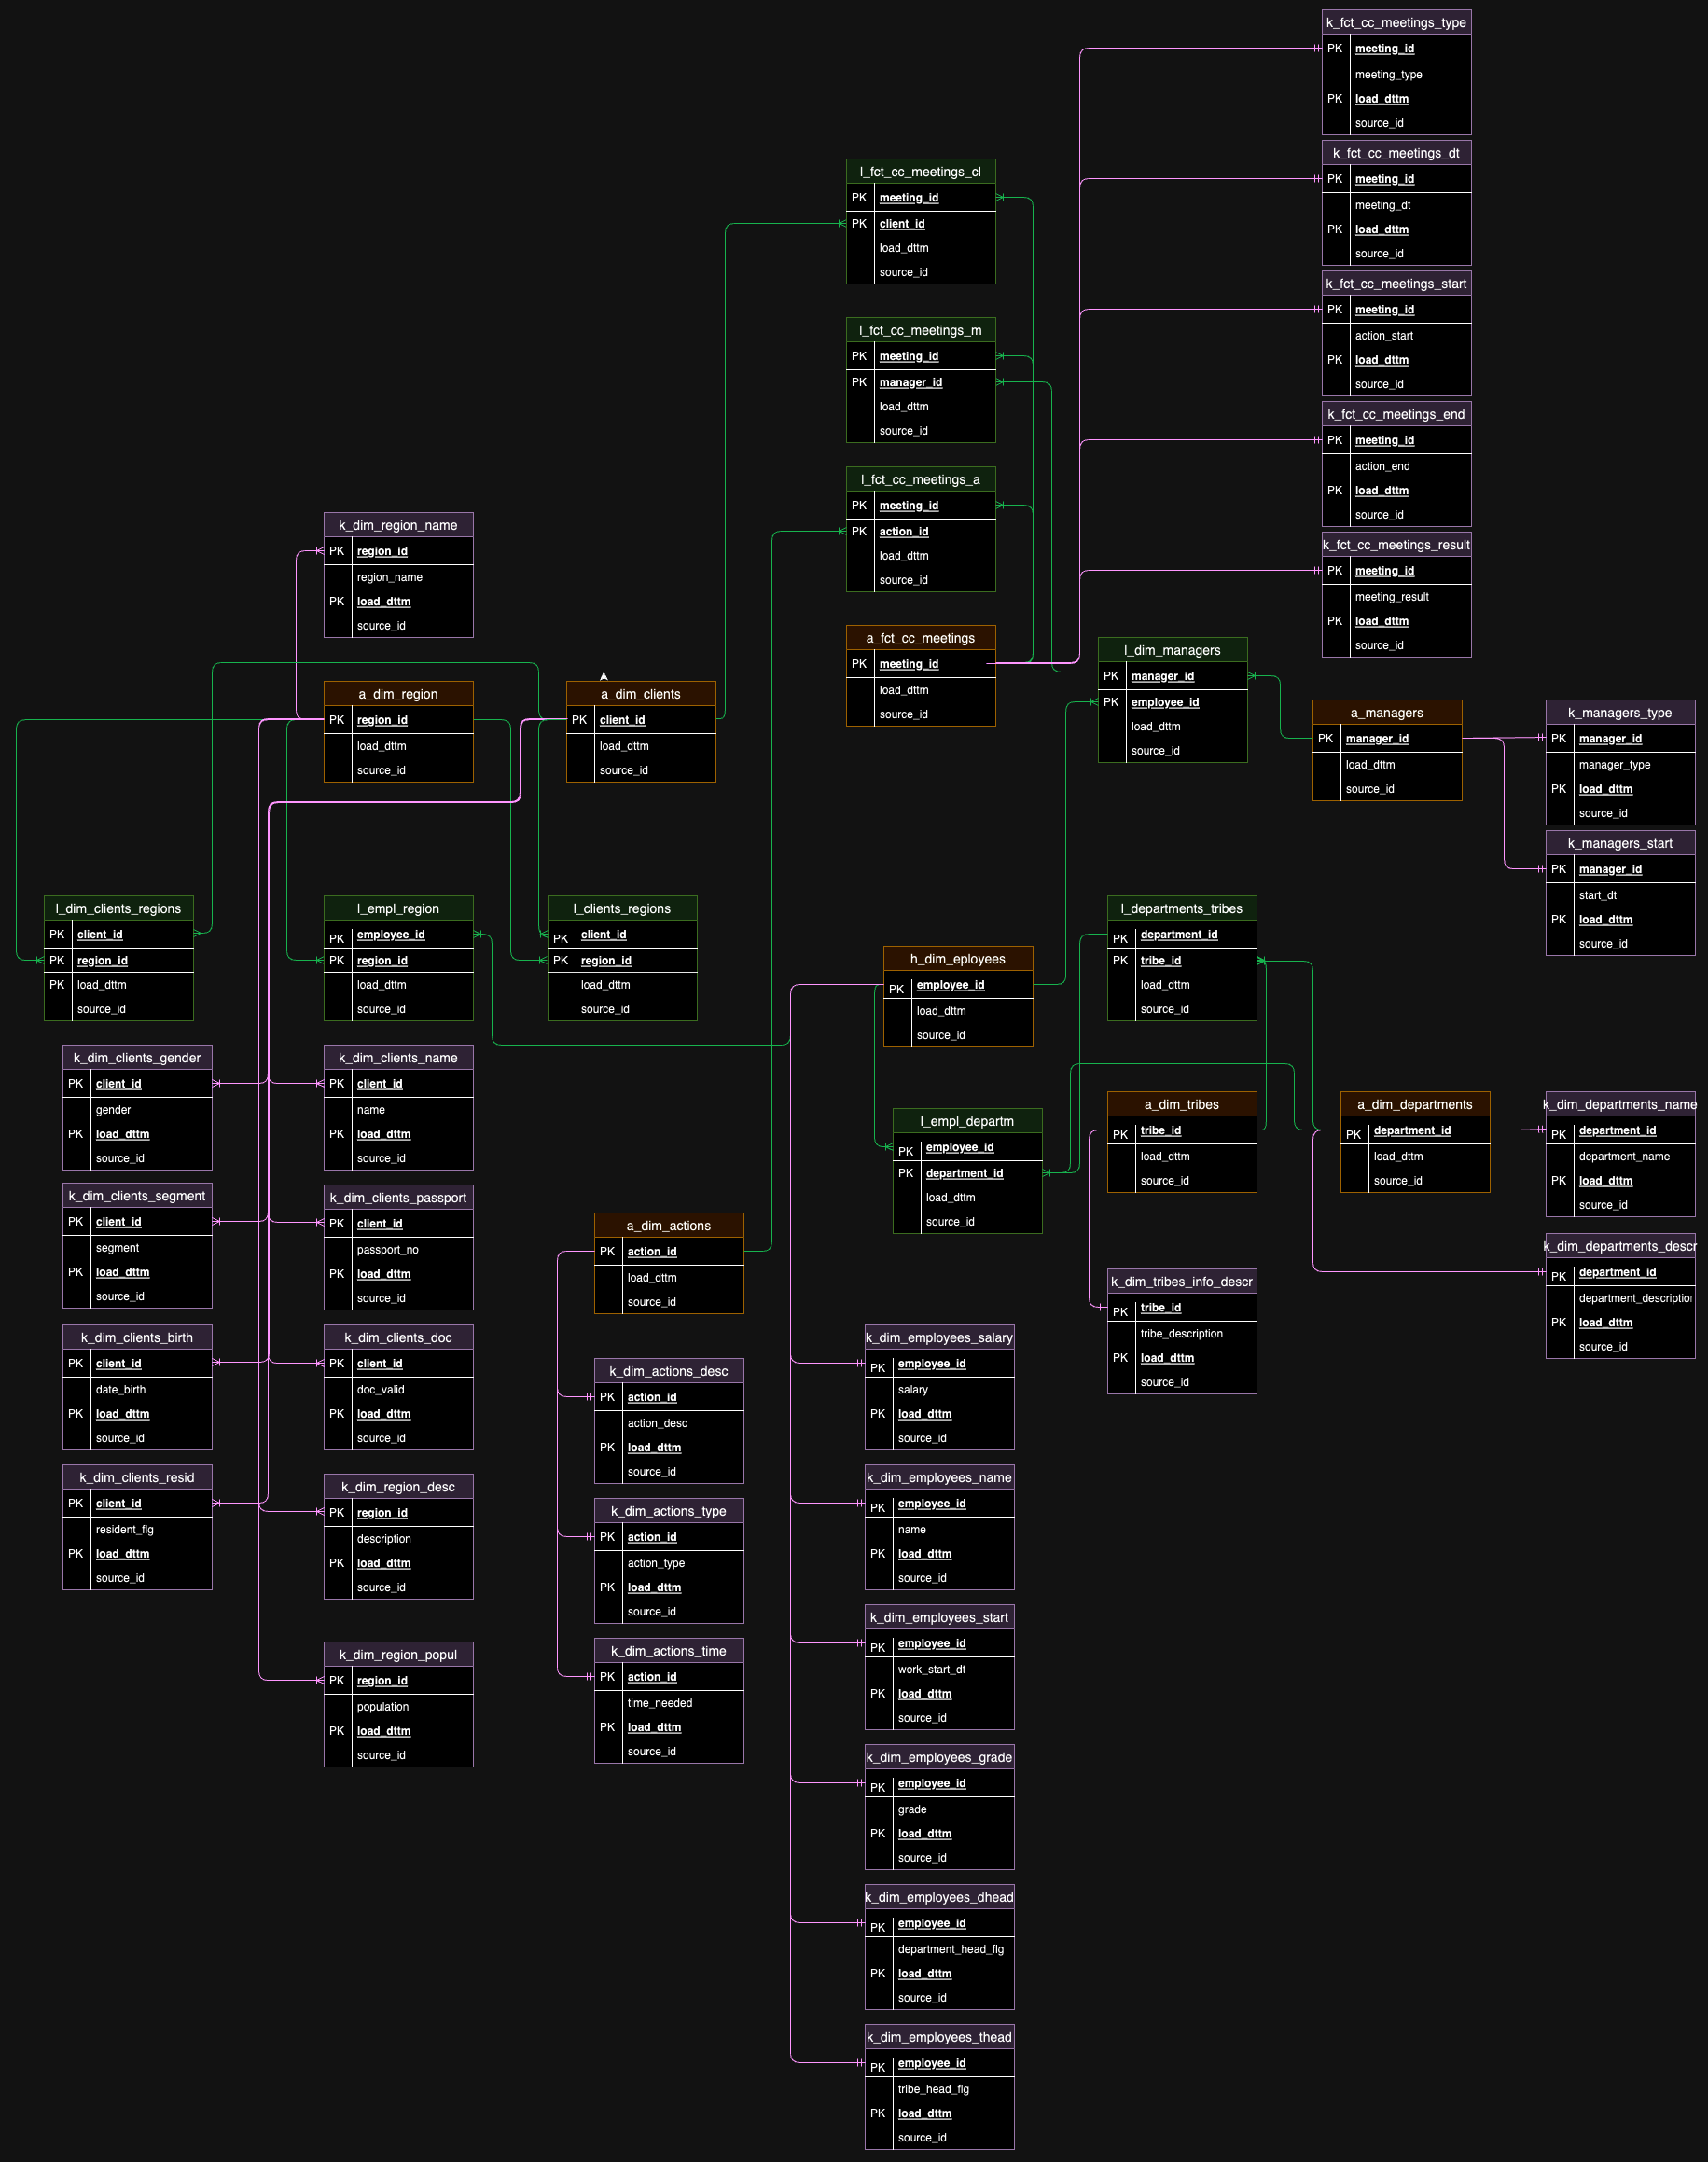 k_fct_cc_meetings_type
PK meeting_id
meeting_type
PK load_dttm
source_id
k_fct_cc_meetings_dt
PK meeting_id
meeting_dt
PK load_dttm
source_id
k_fct_cc_meetings_start
PK meeting_id
action_start
PK load_dttm
source_id
k_fct_cc_meetings_end
PK meeting_id
action_end
PK load_dttm
source_id
k_fct_cc_meetings_result
PK meeting_id
meeting_result
PK load_dttm
source_id
l_fct_cc_meetings_cl
PK meeting_id
PK client_id
load_dttm
source_id
l_fct_cc_meetings_m
PK meeting_id
PK manager_id
load_dttm
source_id
l_fct_cc_meetings_a
PK meeting_id
PK action_id
load_dttm
source_id
a_fct_cc_meetings
PK meeting_id
load_dttm
source_id
k_dim_region_name
PK region_id
region_name
PK load_dttm
source_id
a_dim_region
PK region_id
load_dttm
source_id
a_dim_clients
PK client_id
load_dttm
source_id
l_dim_managers
PK manager_id
PK employee_id
load_dttm
source_id
a_managers
PK manager_id
load_dttm
source_id
k_managers_type
PK manager_id
manager_type
PK load_dttm
source_id
k_managers_start
PK manager_id
start_dt
PK load_dttm
source_id
l_dim_clients_regions
PK client_id
PK region_id
PK load_dttm
source_id
l_empl_region
PK employee_id
PK region_id
load_dttm
source_id
l_clients_regions
PK client_id
PK region_id
load_dttm
source_id
h_dim_eployees
PK employee_id
load_dttm
source_id
l_departments_tribes
PK department_id
PK tribe_id
load_dttm
source_id
l_empl_departm
PK employee_id
PK department_id
load_dttm
source_id
a_dim_tribes
PK tribe_id
load_dttm
source_id
a_dim_departments
PK department_id
load_dttm
source_id
k_dim_departments_name
PK department_id
department_name
PK load_dttm
source_id
k_dim_departments_descr
PK department_id
department_descriptio
PK load_dttm
source_id
k_dim_tribes_info_descr
PK tribe_id
tribe_description
PK load_dttm
source_id
k_dim_clients_gender
PK client_id
gender
PK load_dttm
source_id
k_dim_clients_name
PK client_id
name
PK load_dttm
source_id
k_dim_clients_segment
PK client_id
segment
PK load_dttm
source_id
k_dim_clients_passport
PK client_id
passport_no
PK load_dttm
source_id
k_dim_clients_birth
PK client_id
date_birth
PK load_dttm
source_id
k_dim_clients_doc
PK client_id
doc_valid
PK load_dttm
source_id
k_dim_clients_resid
PK client_id
resident_flg
PK load_dttm
source_id
k_dim_region_desc
PK region_id
description
PK load_dttm
source_id
k_dim_region_popul
PK region_id
population
PK load_dttm
source_id
a_dim_actions
PK action_id
load_dttm
source_id
k_dim_actions_desc
PK action_id
action_desc
PK load_dttm
source_id
k_dim_actions_type
PK action_id
action_type
PK load_dttm
source_id
k_dim_actions_time
PK action_id
time_needed
PK load_dttm
source_id
k_dim_employees_salary
PK employee_id
salary
PK load_dttm
source_id
k_dim_employees_name
PK employee_id
name
PK load_dttm
source_id
k_dim_employees_start
PK employee_id
work_start_dt
PK load_dttm
source_id
k_dim_employees_grade
PK employee_id
grade
PK load_dttm
source_id
k_dim_employees_dhead
PK employee_id
department_head_flg
PK load_dttm
source_id
k_dim_employees_thead
PK employee_id
tribe_head_flg
PK load_dttm
source_id